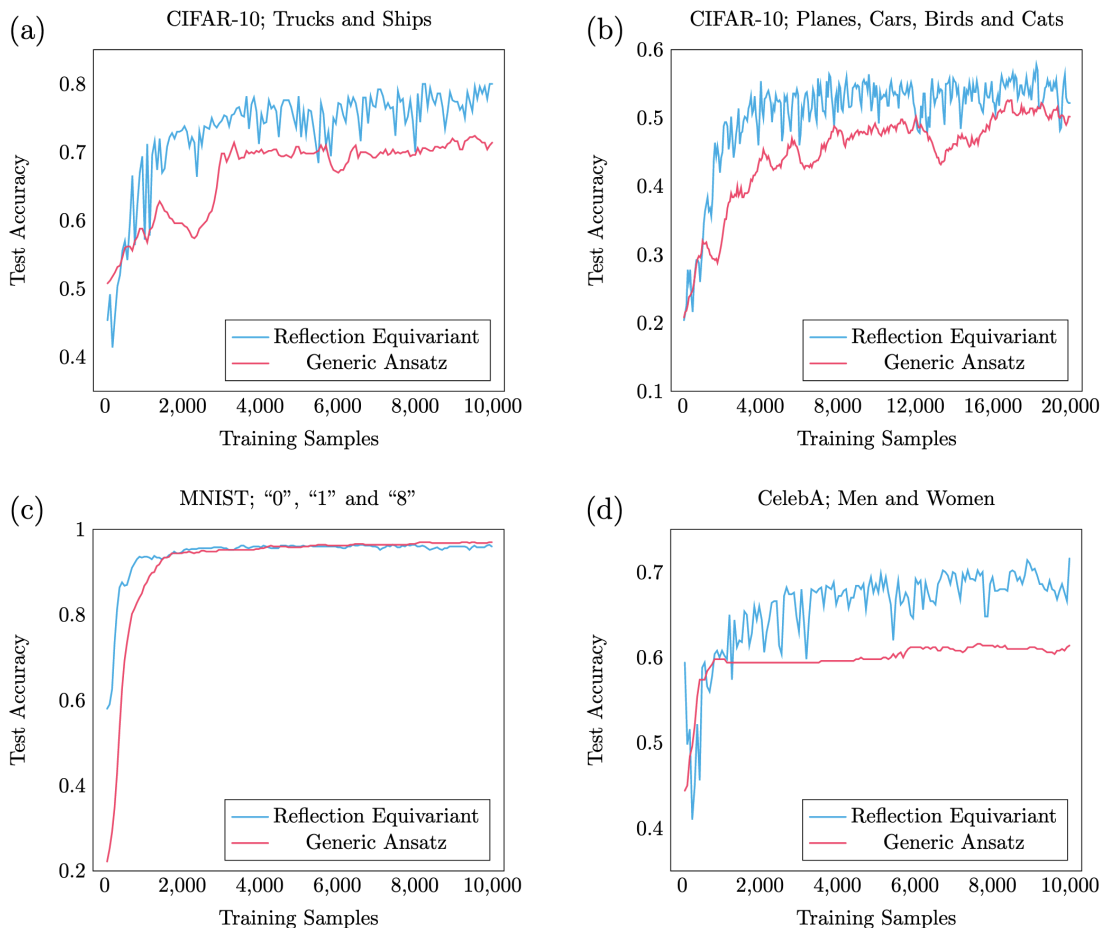 (a)
CIFAR-10; Trucks and Ships
0.8
0.7
0.6
0.5
0.4
Test Accuracy
Reflection Equivariant
Generic Ansatz
0 2,000 4,000 6,000 8,000 10,000
Training Samples
(b)
CIFAR-10; Planes, Cars, Birds and Cats
0.6
0.5
0.4
0.3
0.2
0.1
Test Accuracy
Reflection Equivariant
Generic Ansatz
0 4,000 8,000 12,000 16,000 20,000
Training Samples
(c)
MNIST; “0”, “1” and “8”
1
0.8
0.6
0.4
0.2
Test Accuracy
Reflection Equivariant
Generic Ansatz
0 2,000 4,000 6,000 8,000 10,000
Training Samples
(d)
CelebA; Men and Women
0.7
0.6
0.5
0.4
Test Accuracy
Reflection Equivariant
Generic Ansatz
0 2,000 4,000 6,000 8,000 10,000
Training Samples